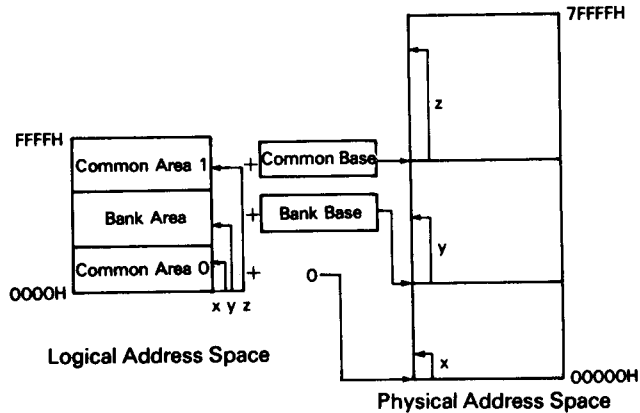 7FFFFH
z
FFFFH
Common Area 1
+
Common Base
Bank Area
+
Bank Base
y
Common Area 0
+
0
0000H
x y z
x
Logical Address Space
00000H
Physical Address Space